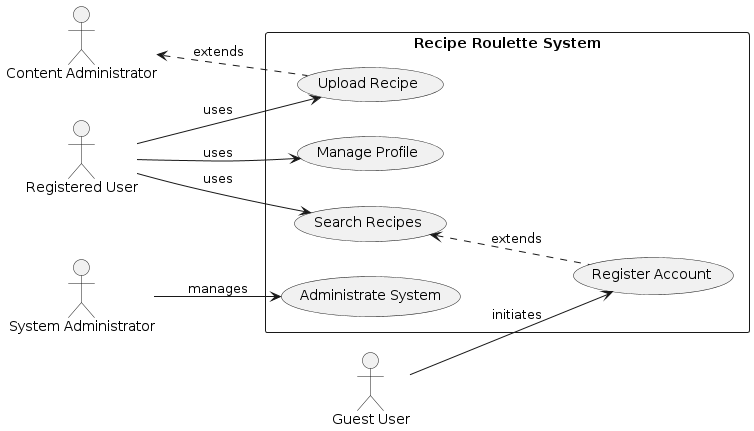 Recipe Roulette System
Content Administrator
extends
Upload Recipe
uses
Registered User
uses
Manage Profile
uses
Search Recipes
extends
Register Account
System Administrator
manages
Administrate System
initiates
Guest User